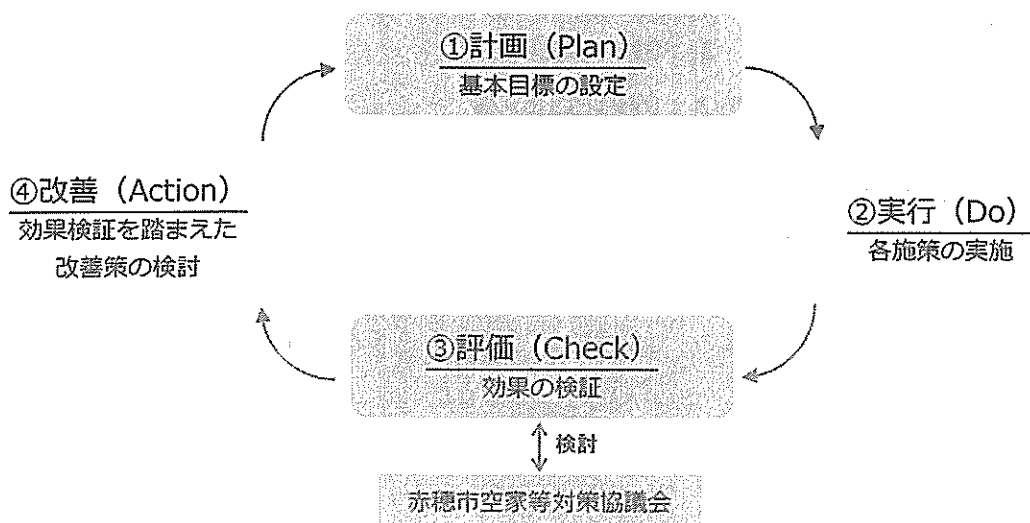 ①計画（Plan）
基本目標の設定
④改善（Action）
効果検証を踏まえた
改善策の検討
②実行（Do）
各施策の実施
③評価（Check）
効果の検証
検討
赤穂市空家等対策協議会